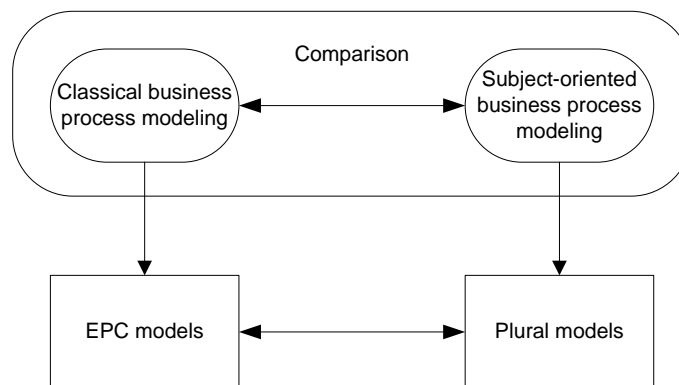 Comparison
Classical business
process modeling
Subject-oriented
business process
modeling
EPC models
Plural models